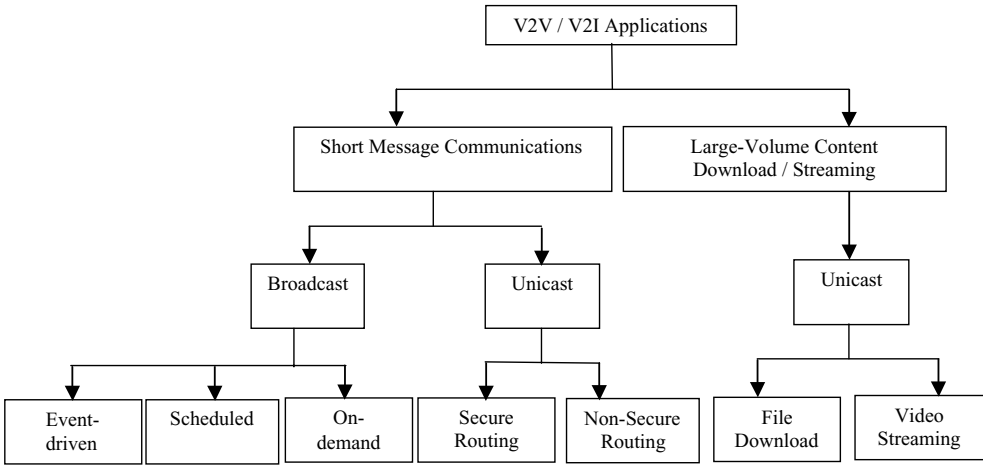 V2V / V2I Applications
Short Message Communications
Large-Volume Content
Download / Streaming
Broadcast
Unicast
Unicast
Event-
driven
Scheduled
On-
demand
Secure
Routing
Non-Secure
Routing
File
Download
Video
Streaming